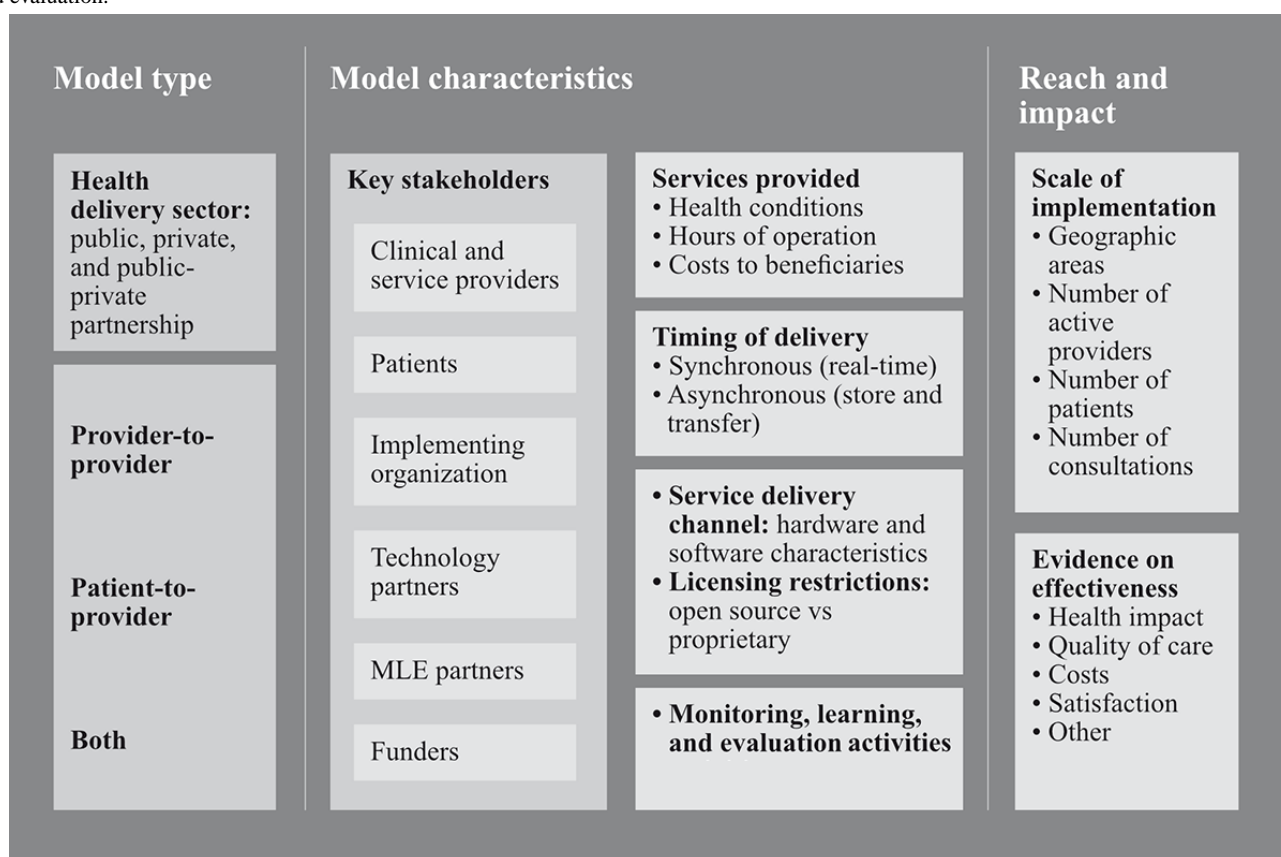 evaluation.
Model type
Health
delivery sector:
public, private,
and public-
private
partnership
Provider-to-
provider
Patient-to-
provider
Both
Model characteristics
Key stakeholders
Clinical and
service providers
Patients
Implementing
organization
Technology
partners
MLE partners
Funders
Services provided
• Health conditions
• Hours of operation
• Costs to beneficiaries
Timing of delivery
• Synchronous (real-time)
• Asynchronous (store and
transfer)
• Service delivery
channel: hardware and
software characteristics
• Licensing restrictions:
open source vs
proprietary
• Monitoring, learning,
and evaluation activities
Reach and
impact
Scale of
implementation
• Geographic
areas
• Number of
active
providers
• Number of
patients
• Number of
consultations
Evidence on
effectiveness
• Health impact
• Quality of care
• Costs
• Satisfaction
• Other